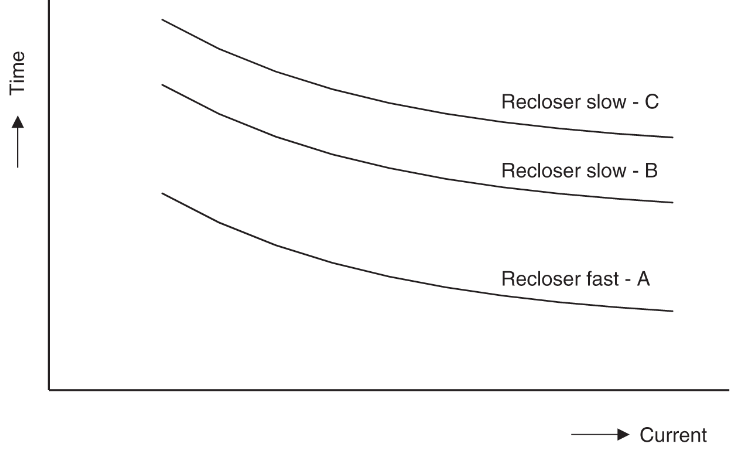 Time
Recloser slow - C
Recloser slow - B
Recloser fast - A
Current